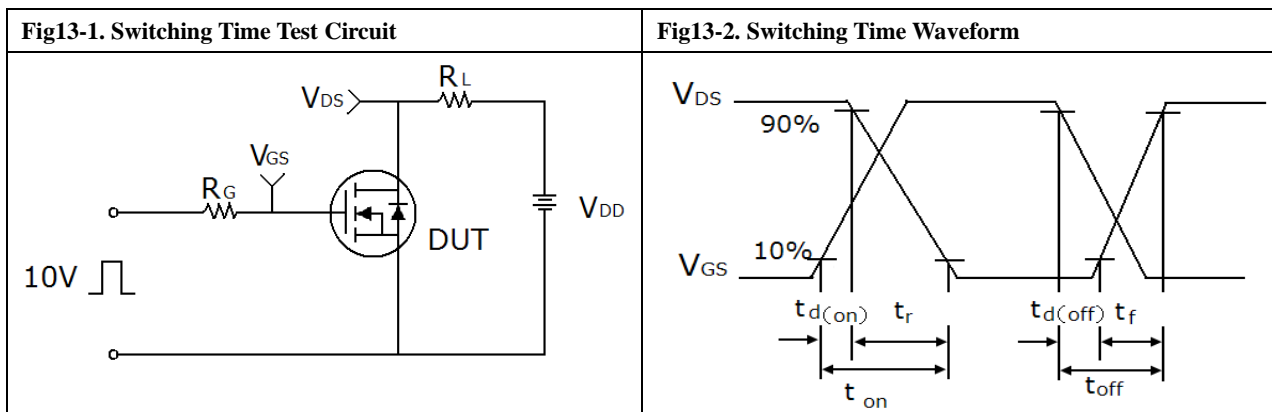 Fig13-1. Switching Time Test Circuit
Fig13-2. Switching Time Waveform
VDS
RL
VGS
RG
VDD
DUT
10V
VDS
90%
10%
VGS
td(on)
tr
td(off)
tf
ton
toff